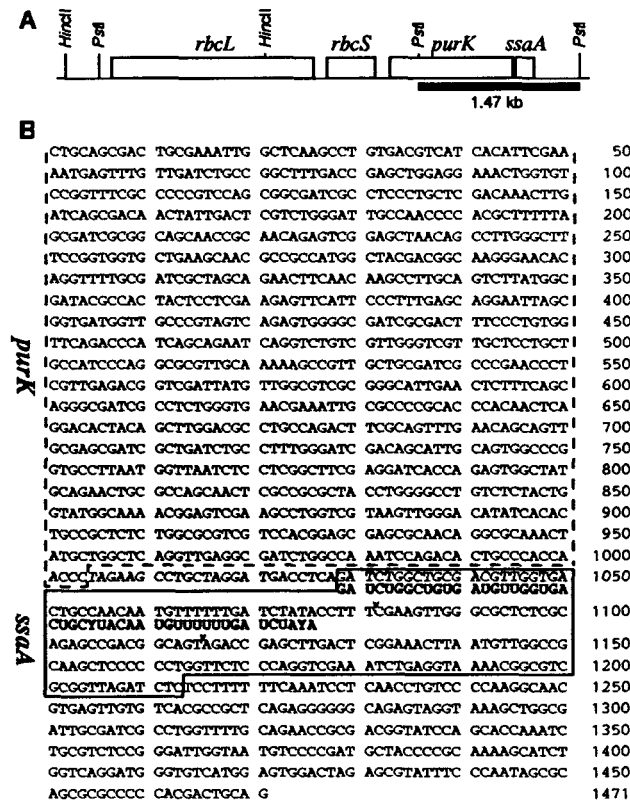 A
HincII
PstI
rbcL
HincII
rbcS
PstI
purK
ssaA
PstI
1.47 kb
B
CTGCAGCGAC TGCGAAATTG GCTCAAGCCT GTGACGTCAT CACATTCGAA 50
AATGAGTTTG TTGATCTGCC GGCTTTGACC GAGCTGGAGG AAACTGGTGT 100
CCGGTTTCGC CCCCCGTCCAG GCGGCGATCGC CTCCCTGCTC GACAAACTTG 150
ATCAGCGACA ACTATTGACT CGTCTGGGAT TGCCAACCCC ACGCTTTTTA 200
GCGATCGCGG CAGCAACCGC AACAGAGTCG GAGCTAACAG CCTTGGGCTT 250
TCCGGTGGTG CTGAAGCAAC GCCGCCATGG CTACGACGGC AAGGGAACAC 300
AGGTTTTGCG ATCGCTAGCA GAACTTCAAC AAGCCTTGCA GTCTTATGGC 350
GATACGCCAC TACTCCTCGA AGAGTTCATT CCCTTTGAGC AGGAATTAGC 400
GGTGATGGTT GCCCGTAGTC AGAGTGGGGC GATCGCGACT TTCCCTGTGG 450
TTCAGACCCA TCAGCAGAAT CAGGTCTGTC GTTGGGTCGT TGCTCCTGCT 500
GCCATCCCAG GCGCGTTGCA AAAAGCCGTT GCTGCGATCG CCCGAACCCT 550
CGTTGAGACG GTCGATTATG TTGGCGTCGC GGGCATTGAA CTCTTTCAGC 600
AGGGCGATCG CCTCTGGGTG AACGAAATTG CGCCCCGCAC CCACAACTCA 650
GGACACTACA GCTTGGACGC CTGCCAGACT TCGCAGTTTG AACAGCAGTT 700
GCGAGCGATC GCTGATCTGC CTTTGGGATC GACAGCATTG CAGTGGCCCG 750
GTGCCTTAAT GGTTAATCTC CTCGGCTTCG AGGATCACCA GAGTGGCTAT 800
GCAGAACTGC GCCAGCAACT CGCCGCGCTA CCTGGGGCCT GTCTCTACTG 850
GTATGGCAAA ACGGAGTCGA AGCCTGGTCG TAAGTTGGGA CATATCACAC 900
TGCCGCTCTC TGGCGCGTCG TCCACGGAGC GAGCGCAACA GGCGCAAACT 950
ATGCTGGCTC AGGTTGAGGC GATCTGGCCA AATCCAGACA CTGCCCACCA 1000
ACCCTAGAAG CCTGCTAGGA TGACCTCAGA TCTGGCTGCG ACGTTGGTGA 1050
GA UCUGGCUGUG AUGUUGGUGA
CTGCCAACAA TGTTTTTTGA TCTATACCTT TCGAAGTTGG GCGCTCTCGC 1100
CUGCYUACAA UGUUUUUUGA UCUAYA
AGAGCCGACG GCAGTAGACC GAGCTTGACT CGGAAACTTA ATGTTGGCCG 1150
CAAGCTCCCC CCTGGTTCTC CCAGGTCGAA ATCTGAGGTA AAACGGCGTC 1200
GCGGTTAGAT CTCTCCTTTT TTCAAATCCT CAACCTGTCC CCAAGGCAAC 1250
GTGAGTTGTG TCACGCCGCT CAGAGGGGGC CAGAGTAGGT AAAGCTGGCG 1300
ATTGCGATCG CCTGGTTTTG CAGAACCGCG ACGGTATCCA GCACCAAATC 1350
TGCGTCTCCG GGATTGGTAA TGTCCCCGAT GCTACCCCGC AAAAGCATCT 1400
GGTCAGGATG GGTGTCATGG AGTGGACTAG AGCGTATTTC CCAATAGCGC 1450
AGCGCGCCCC CACGACTGCA G 1471
purK
ssaA